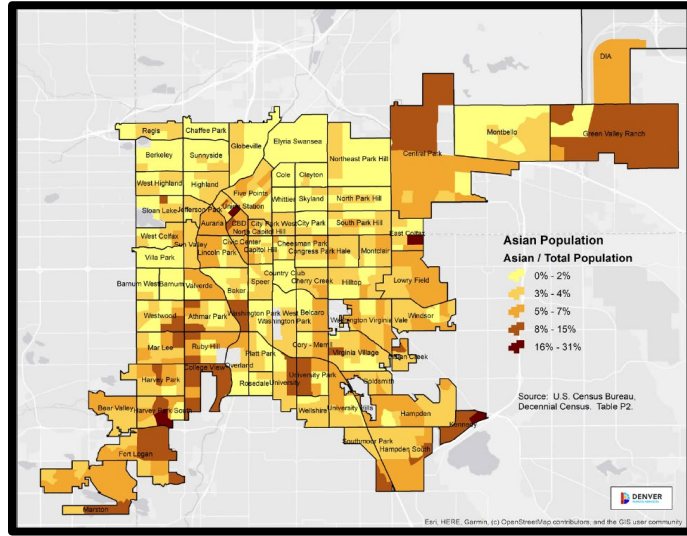 DIA
Regis
Chaffee Park
Globeville
Elyria Swansea
Montbello
Green Valley Ranch
Berkeley
Sunnyside
Northeast Park Hill
Central Park
West Highland
Highland
Cole
Clayton
Five Points
Whittier
Skyland
North Park Hill
Sloan Lake
Jefferson Park
Union Station
Auraria
CBD
City Park West
City Park
South Park Hill
North Capitol Hill
East Colfax
West Colfax
Sun Valley
Lincoln Park
Civic Center
Capitol Hill
Cheesman Park
Congress Park
Hale
Montclair
Villa Park
Country Club
Barnum West
Barnum
Valverde
Baker
Speer
Cherry Creek
Hilltop
Lowry Field
Westwood
Athmar Park
Washington Park West
Washington Park
Belcaro
Washington Virginia Vale
Windsor
Mar Lee
Ruby Hill
Platt Park
Cory - Merrill
Virginia Village
Indian Creek
Harvey Park
College View
Overland
Rosedale
University
University Park
Goldsmith
Bear Valley
Harvey Park South
Wellshire
University Hills
Hampden
Kennedy
Fort Logan
Southmoor Park
Hampden South
Marston
Asian Population
Asian / Total Population
0% - 2%
3% - 4%
5% - 7%
8% - 15%
16% - 31%
Source: U.S. Census Bureau,
Decennial Census. Table P2.
DENVER
Esri, HERE, Garmin, (c) OpenStreetMap contributors, and the GIS user community